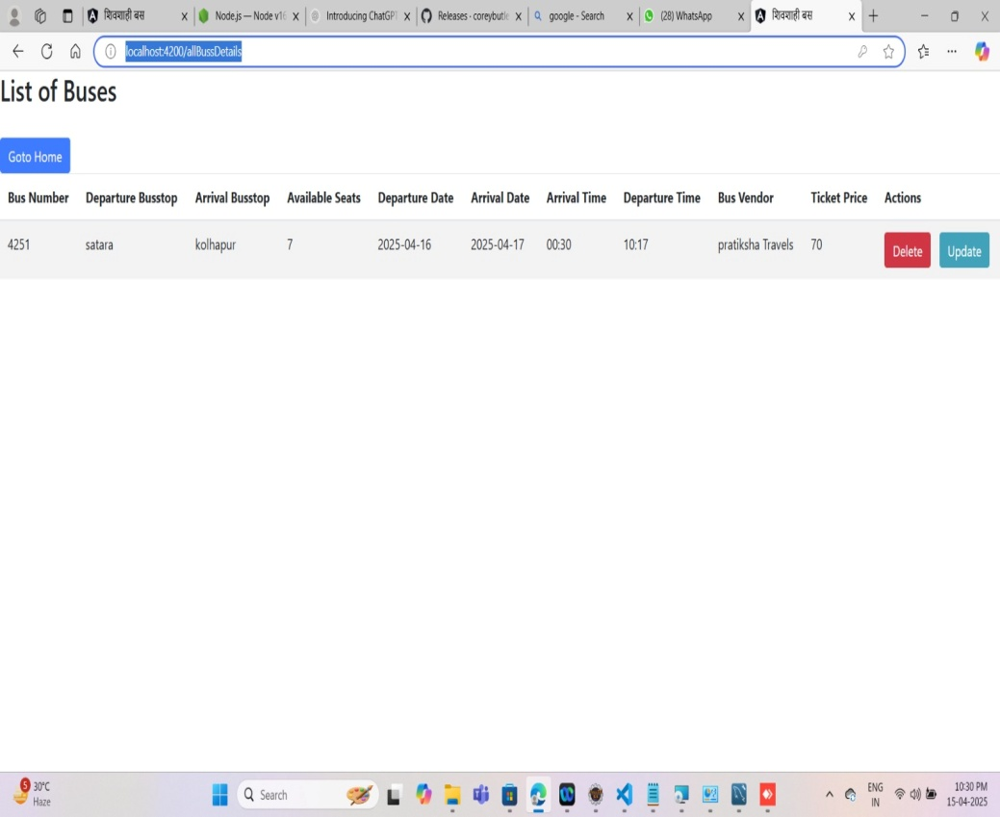 शिवशाही बस
Node.js — Node v16
Introducing ChatGPT
Releases · coreybutle
google - Search
(28) WhatsApp
शिवशाही बस
localhost:4200/allBussDetails
List of Buses
Goto Home
Bus Number Departure Busstop Arrival Busstop Available Seats Departure Date Arrival Date Arrival Time Departure Time Bus Vendor Ticket Price Actions
4251 satara kolhapur 7 2025-04-16 2025-04-17 00:30 10:17 pratiksha Travels 70 Delete Update
5
30°C
Haze
Search
ENG
IN
10:30 PM
15-04-2025